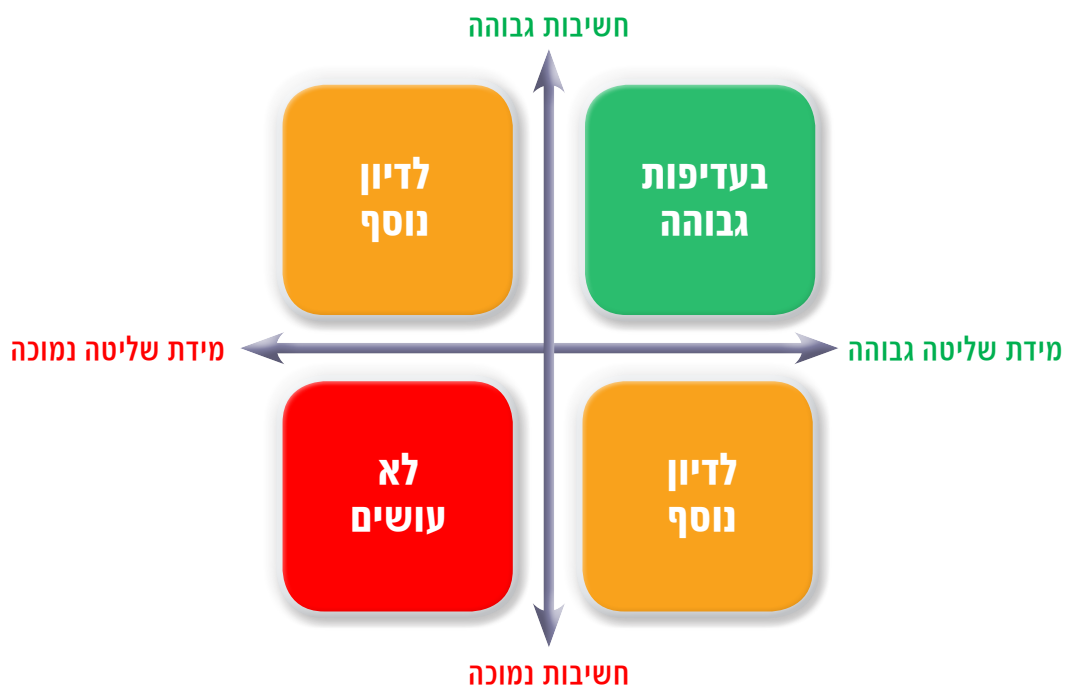 חשיבות גבוהה
בעדיפות
גבוהה
לדיון
נוסף
מידת שליטה גבוהה
מידת שליטה נמוכה
לדיון
נוסף
לא
עושים
חשיבות נמוכה